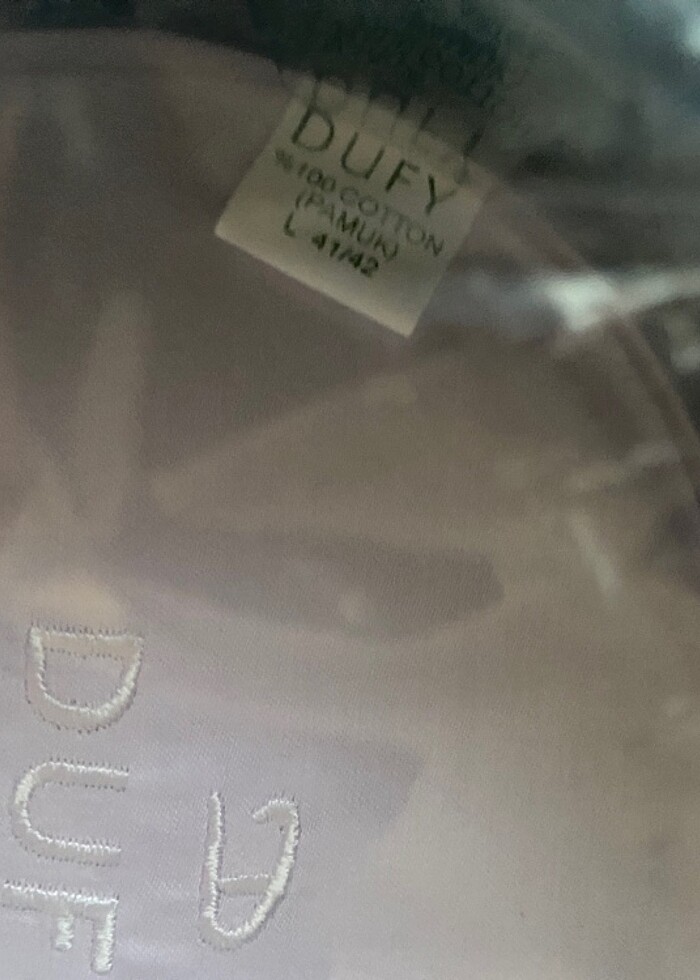 DUFY
%100 COTTON
(PAMUK)
L 41/42
DUF